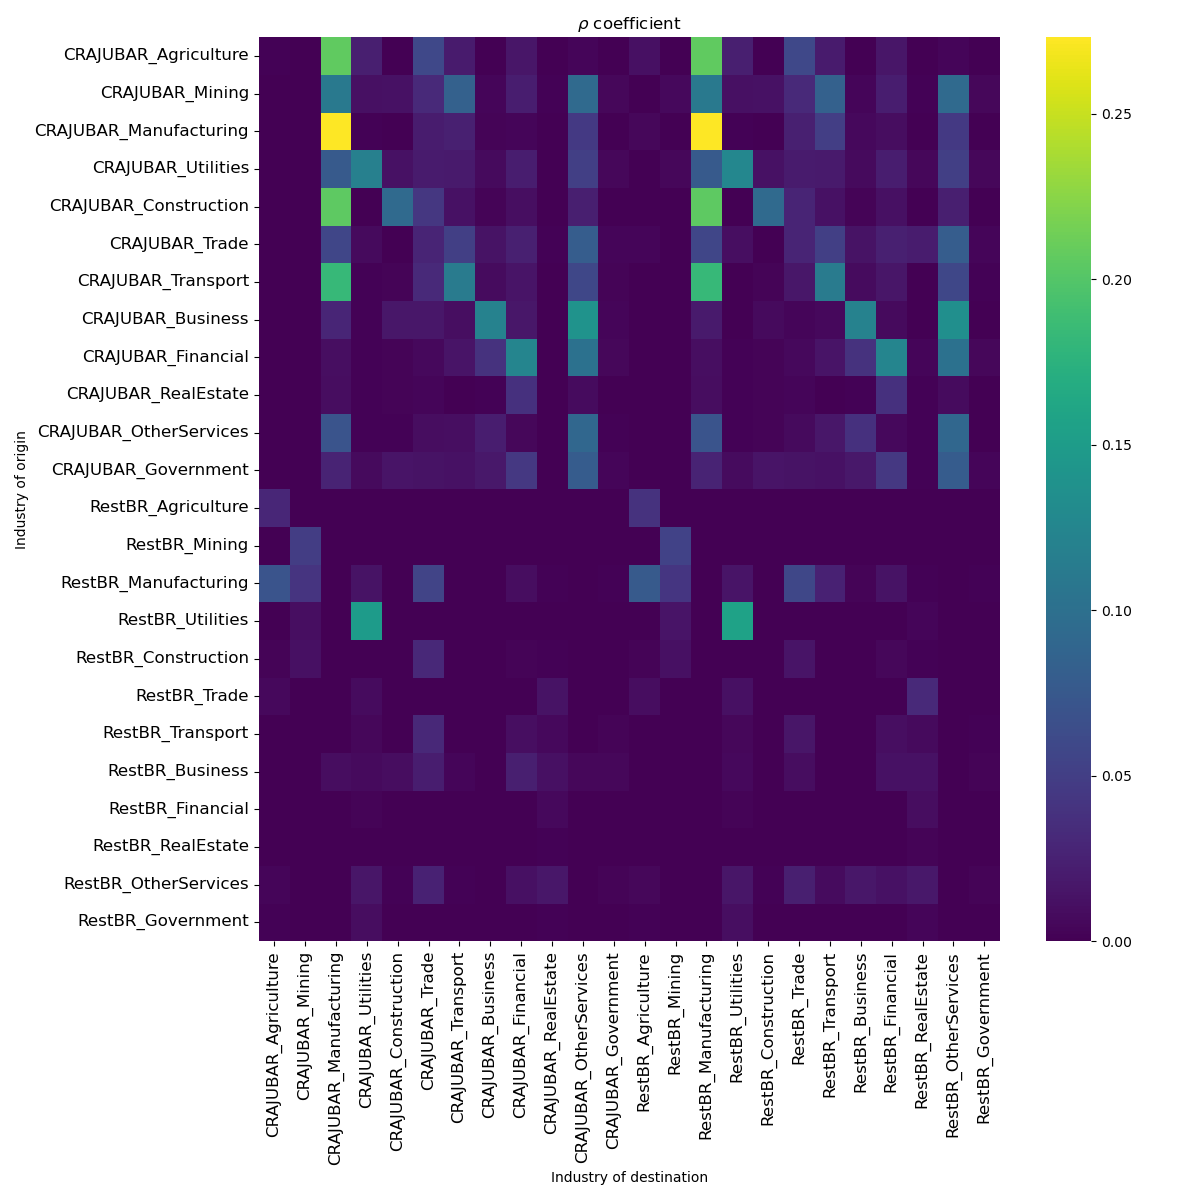 ρ coefficient
CRAJUBAR_Agriculture
CRAJUBAR_Mining
CRAJUBAR_Manufacturing
CRAJUBAR_Utilities
CRAJUBAR_Construction
CRAJUBAR_Trade
CRAJUBAR_Transport
CRAJUBAR_Business
CRAJUBAR_Financial
CRAJUBAR_RealEstate
CRAJUBAR_OtherServices
CRAJUBAR_Government
RestBR_Agriculture
RestBR_Mining
RestBR_Manufacturing
RestBR_Utilities
RestBR_Construction
RestBR_Trade
RestBR_Transport
RestBR_Business
RestBR_Financial
RestBR_RealEstate
RestBR_OtherServices
RestBR_Government
Industry of origin
CRAJUBAR_Agriculture
CRAJUBAR_Mining
CRAJUBAR_Manufacturing
CRAJUBAR_Utilities
CRAJUBAR_Construction
CRAJUBAR_Trade
CRAJUBAR_Transport
CRAJUBAR_Business
CRAJUBAR_Financial
CRAJUBAR_RealEstate
CRAJUBAR_OtherServices
CRAJUBAR_Government
RestBR_Agriculture
RestBR_Mining
RestBR_Manufacturing
RestBR_Utilities
RestBR_Construction
RestBR_Trade
RestBR_Transport
RestBR_Business
RestBR_Financial
RestBR_RealEstate
RestBR_OtherServices
RestBR_Government
Industry of destination
0.25
0.20
0.15
0.10
0.05
0.00